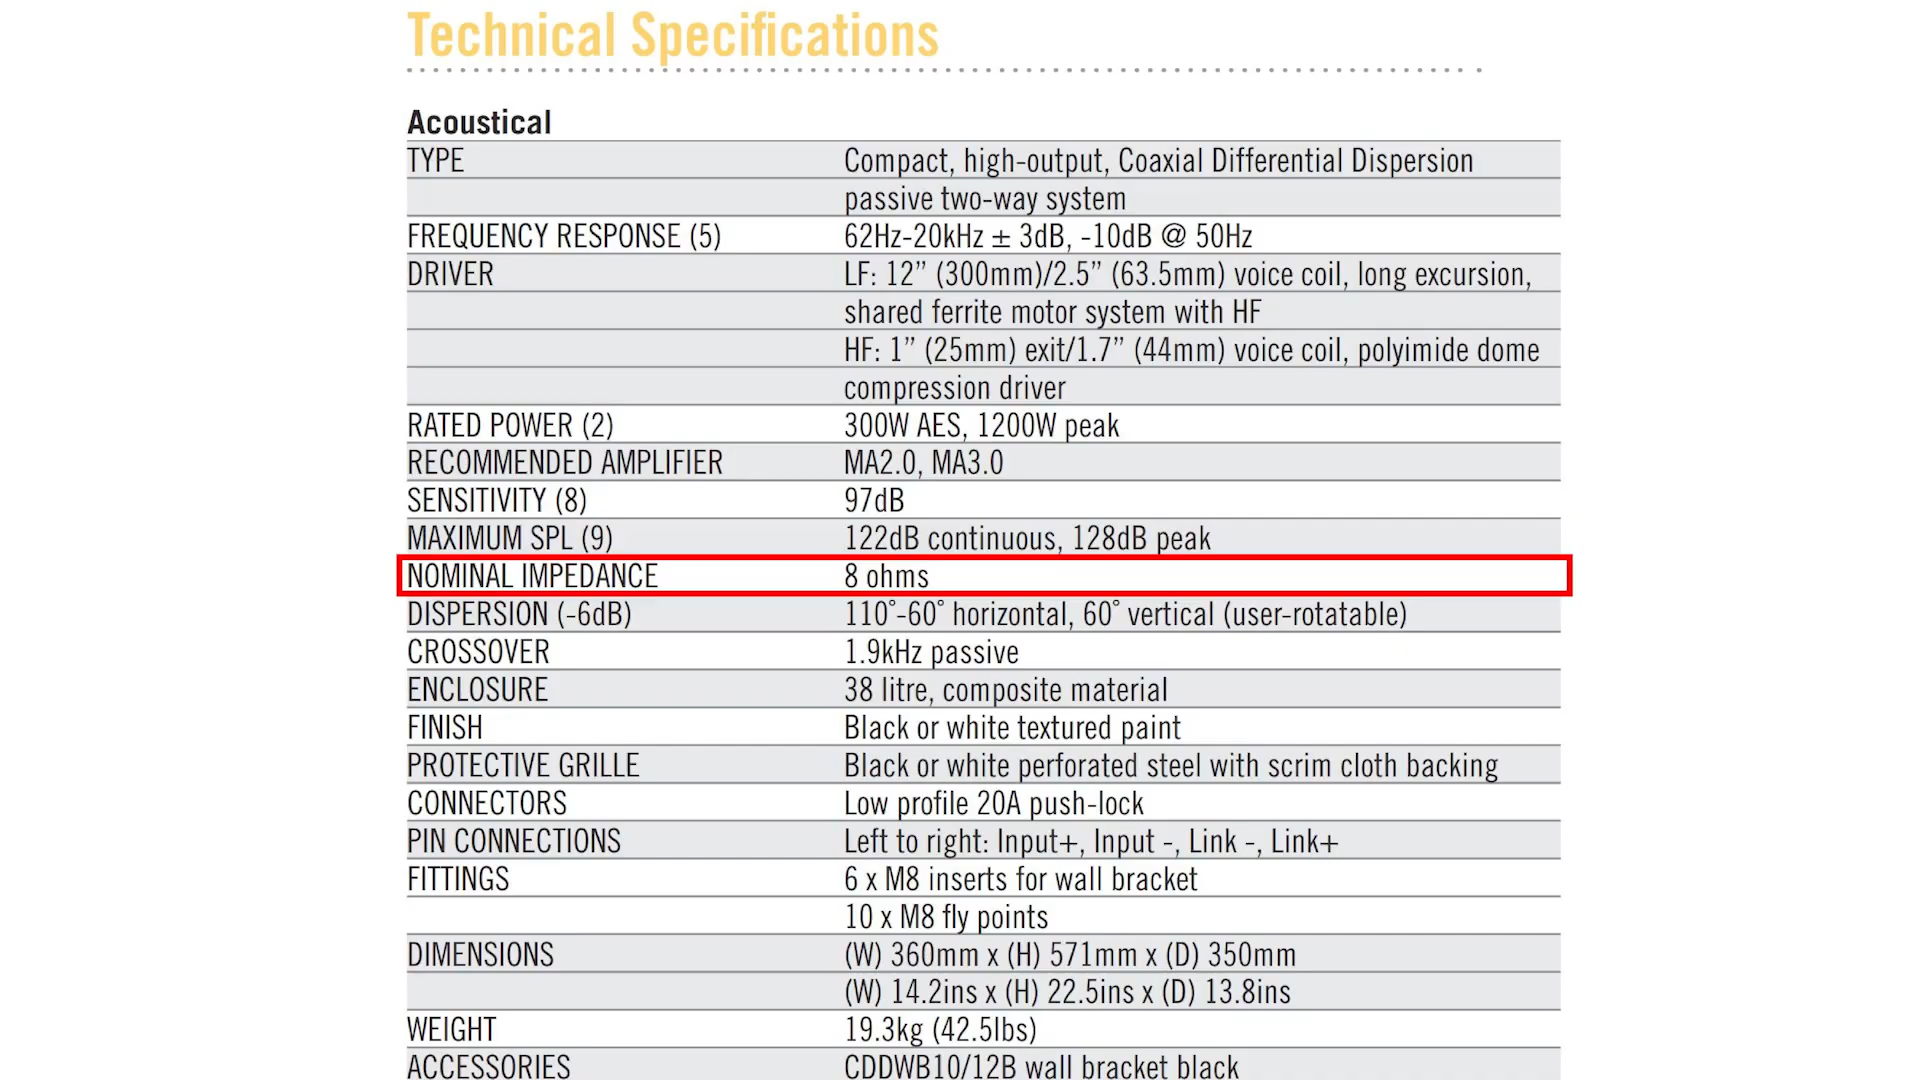 Technical Specifications
Acoustical
TYPE Compact, high-output, Coaxial Differential Dispersion
passive two-way system
FREQUENCY RESPONSE (5) 62Hz-20kHz ± 3dB, -10dB @ 50Hz
DRIVER LF: 12” (300mm)/2.5” (63.5mm) voice coil, long excursion,
shared ferrite motor system with HF
HF: 1” (25mm) exit/1.7” (44mm) voice coil, polyimide dome
compression driver
RATED POWER (2) 300W AES, 1200W peak
RECOMMENDED AMPLIFIER MA2.0, MA3.0
SENSITIVITY (8) 97dB
MAXIMUM SPL (9) 122dB continuous, 128dB peak
NOMINAL IMPEDANCE 8 ohms
DISPERSION (-6dB) 110°-60° horizontal, 60° vertical (user-rotatable)
CROSSOVER 1.9kHz passive
ENCLOSURE 38 litre, composite material
FINISH Black or white textured paint
PROTECTIVE GRILLE Black or white perforated steel with scrim cloth backing
CONNECTORS Low profile 20A push-lock
PIN CONNECTIONS Left to right: Input+, Input -, Link -, Link+
FITTINGS 6 x M8 inserts for wall bracket
10 x M8 fly points
DIMENSIONS (W) 360mm x (H) 571mm x (D) 350mm
(W) 14.2ins x (H) 22.5ins x (D) 13.8ins
WEIGHT 19.3kg (42.5lbs)
ACCESSORIES CDDWB10/12B wall bracket black